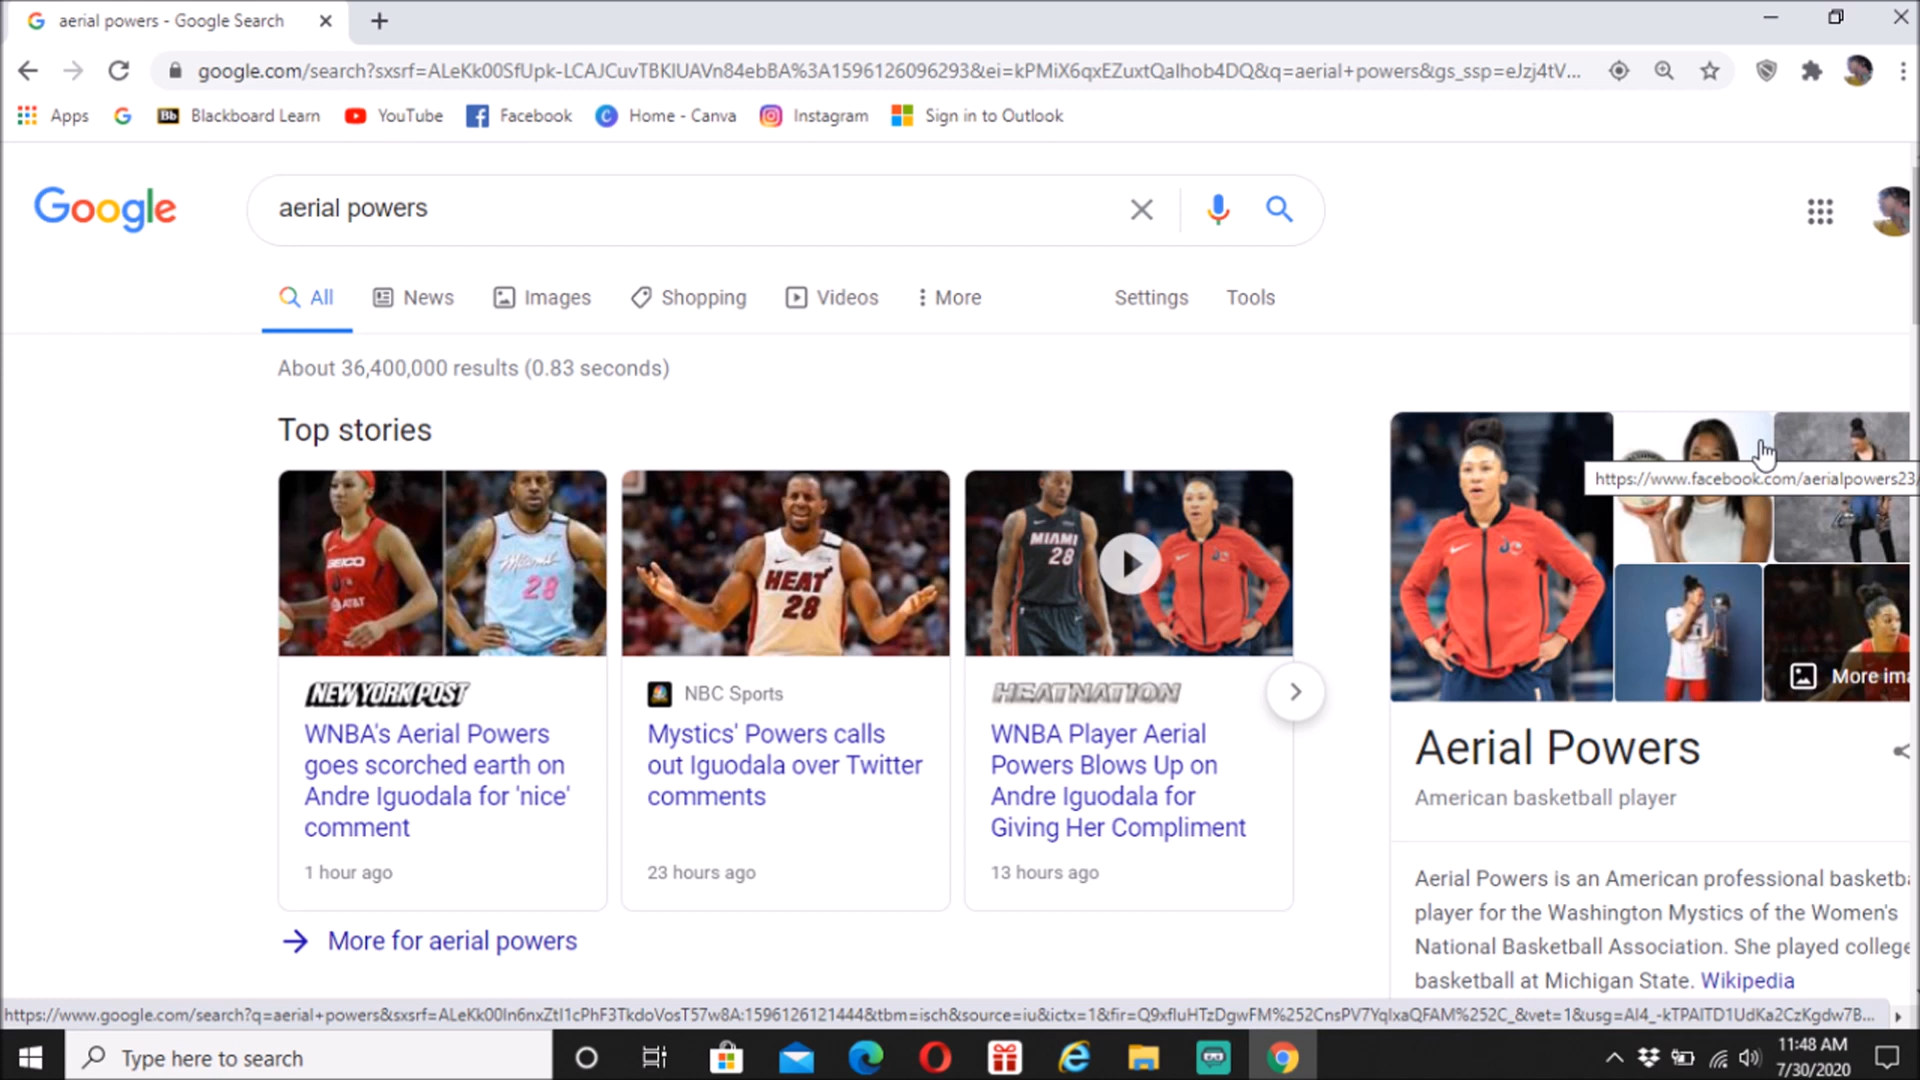 aerial powers - Google Search
google.com/search?sxsrf=ALeKk00SfUpk-LCAJCuvTBKIUAVn84ebBA%3A1596126096293&ei=kPMiX6qxEZuxtQalhob4DQ&q=aerial+powers&gs_ssp=eJzj4tV...
Apps Blackboard Learn YouTube Facebook Home - Canva Instagram Sign in to Outlook
Google
aerial powers
All News Images Shopping Videos More Settings Tools
About 36,400,000 results (0.83 seconds)
Top stories
https://www.facebook.com/aerialpowers23/
GEICO
AT&T
Miami
28
HEAT
28
MIAMI
28
More ima
NEW YORK POST
WNBA's Aerial Powers
goes scorched earth on
Andre Iguodala for 'nice'
comment
1 hour ago
NBC Sports
Mystics' Powers calls
out Iguodala over Twitter
comments
23 hours ago
HEATNATION
WNBA Player Aerial
Powers Blows Up on
Andre Iguodala for
Giving Her Compliment
13 hours ago
More for aerial powers
Aerial Powers
American basketball player
Aerial Powers is an American professional basketba
player for the Washington Mystics of the Women's
National Basketball Association. She played college
basketball at Michigan State. Wikipedia
https://www.google.com/search?q=aerial+powers&sxsrf=ALeKk00In6nxZtI1cPhF3TkdoVosT57w8A:1596126121444&tbm=isch&source=iu&ictx=1&fir=Q9xfluHTzDgwFM%252CnsPV7YqlxaQFAM%252C_&vet=1&usg=AI4_-kTPAITD1UdKa2CzKgdw7B...
Type here to search
11:48 AM
7/30/2020